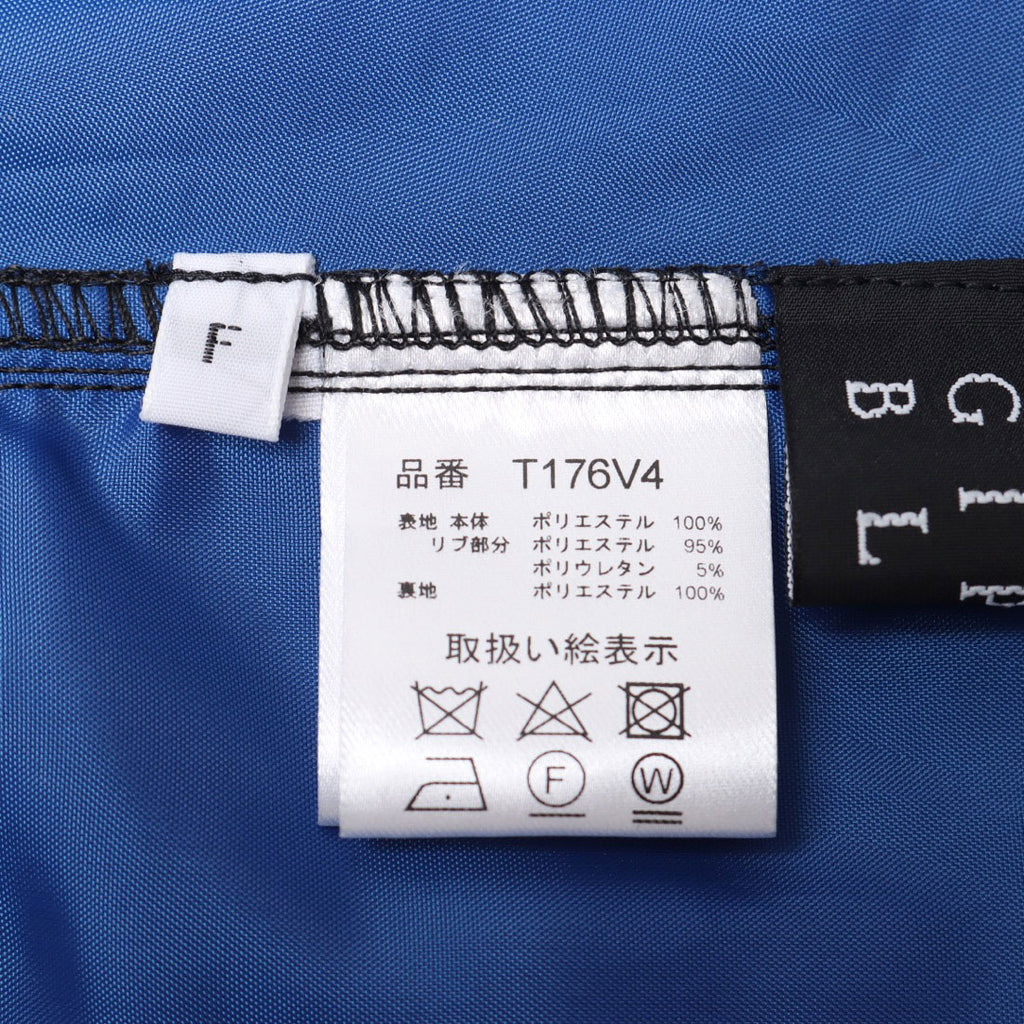 F
品番 T176V4
表地 本体 ポリエステル 100%
リブ部分 ポリエステル 95%
ポリウレタン 5%
裏地 ポリエステル 100%
取扱い絵表示
F W